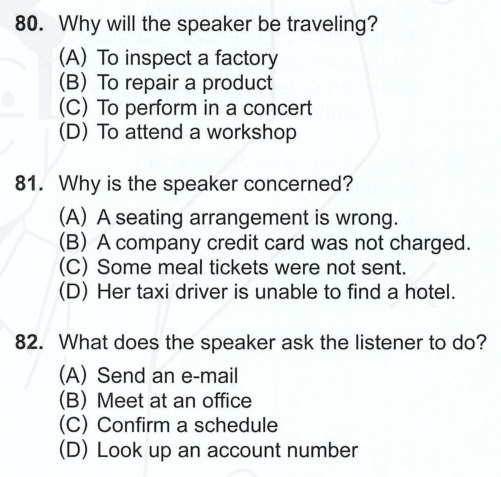 80. Why will the speaker be traveling?
(A) To inspect a factory
(B) To repair a product
(C) To perform in a concert
(D) To attend a workshop
81. Why is the speaker concerned?
(A) A seating arrangement is wrong.
(B) A company credit card was not charged.
(C) Some meal tickets were not sent.
(D) Her taxi driver is unable to find a hotel.
82. What does the speaker ask the listener to do?
(A) Send an e-mail
(B) Meet at an office
(C) Confirm a schedule
(D) Look up an account number